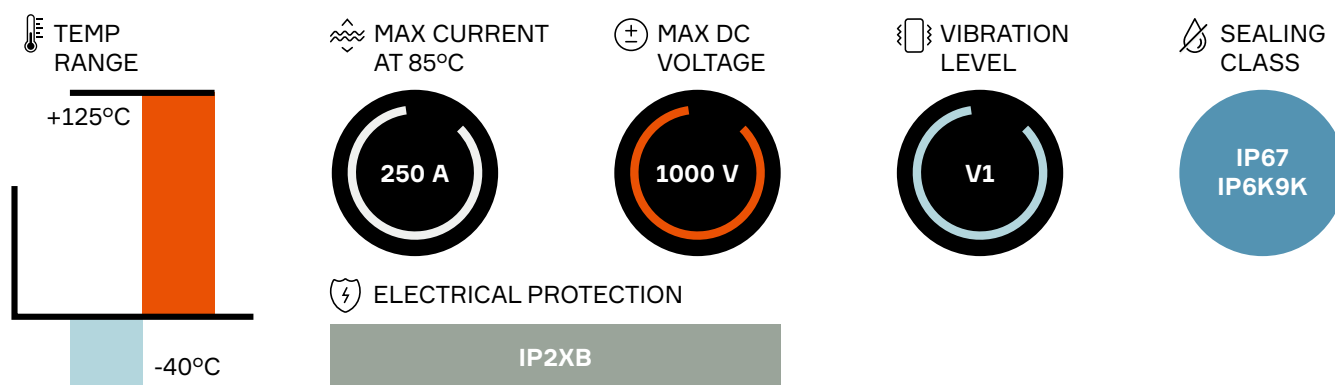 TEMP
RANGE
+125°C
-40°C
MAX CURRENT
AT 85°C
250 A
MAX DC
VOLTAGE
1000 V
VIBRATION
LEVEL
V1
SEALING
CLASS
IP67
IP6K9K
ELECTRICAL PROTECTION
IP2XB